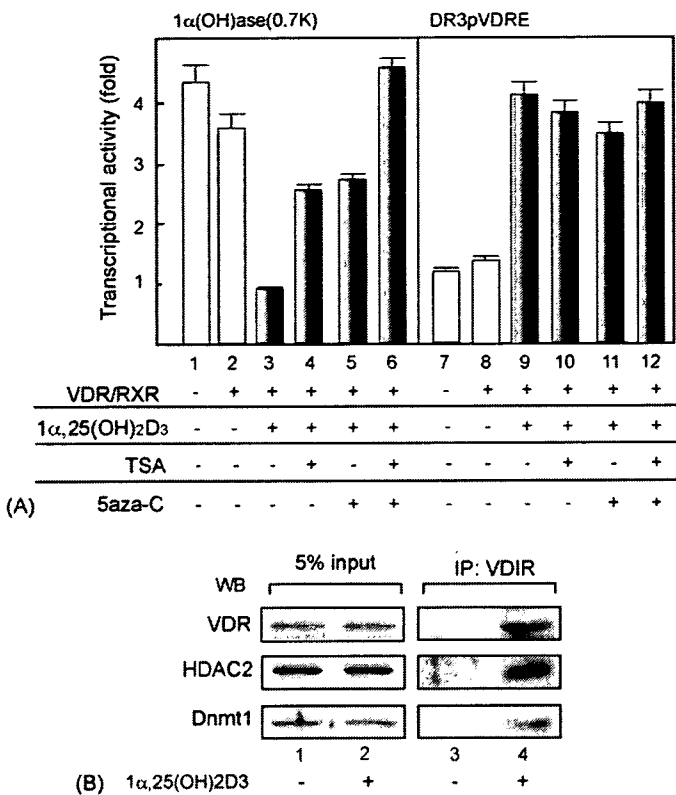 1α(OH)ase(0.7K) DR3pVDRE
Transcriptional activity (fold)
4
3
2
1
1 2 3 4 5 6 7 8 9 10 11 12
VDR/RXR - + + + + + - + + + + +
1α,25(OH)2D3 - - + + + + - - + + + +
TSA - - - + - + - - - + - +
(A) 5aza-C - - - - + + - - - - + +
5% input IP: VDIR
WB
VDR
HDAC2
Dnmt1
1 2 3 4
(B) 1α,25(OH)2D3 - + - +